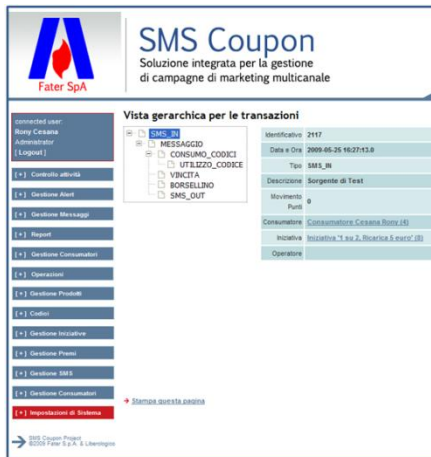 Fater SpA
SMS Coupon
Soluzione integrata per la gestione
di campagne di marketing multicanale
connected user:
Rony Cesana
Administrator
[ Logout ]
[+] Controllo attività
[+] Gestione Alert
[+] Gestione Messaggi
[+] Report
[+] Gestione Consumatori
[+] Operazioni
[+] Gestione Prodotti
[+] Codici
[+] Gestione Iniziative
[+] Gestione Premi
[+] Gestione SMS
[+] Gestione Consumatori
[+] Impostazioni di Sistema
SMS Coupon Project
©2009 Fater S.p.A. & Liberologico
Vista gerarchica per le transazioni
SMS_IN
MESSAGGIO
CONSUMO_CODICI
UTILIZZO_CODICE
VINCITA
BORSELLINO
SMS_OUT
Identificativo 2117
Data e Ora 2009-05-25 16:27:13.0
Tipo SMS_IN
Descrizione Sorgente di Test
Movimento
Punti 0
Consumatore Consumatore Cesana Rony (4)
Iniziativa Iniziativa '1 su 2, Ricarica 5 euro' (8)
Operatore
Stampa questa pagina